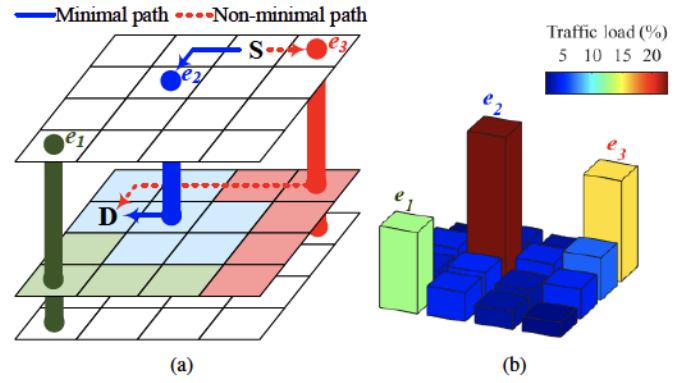 Minimal path Non-minimal path
S e3
e2
e1
D
(a)
Traffic load (%)
5 10 15 20
e2
e3
e1
(b)